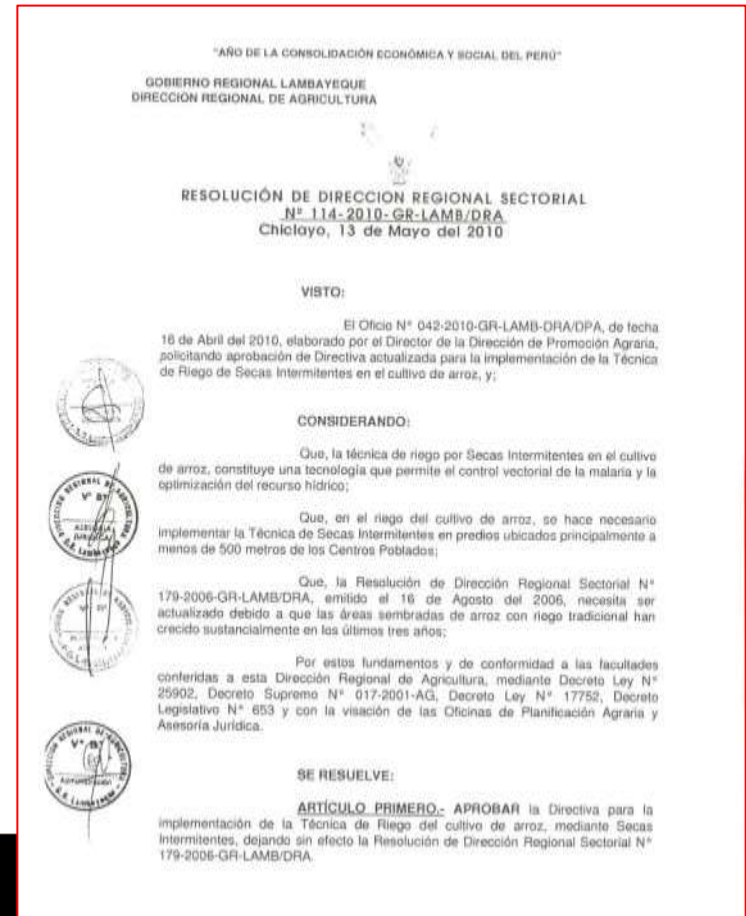 "AÑO DE LA CONSOLIDACIÓN ECONÓMICA Y SOCIAL DEL PERÚ"
GOBIERNO REGIONAL LAMBAYEQUE
DIRECCION REGIONAL DE AGRICULTURA
RESOLUCIÓN DE DIRECCION REGIONAL SECTORIAL
Nº 114-2010-GR-LAMB/DRA
Chiclayo, 13 de Mayo del 2010
VISTO:
El Oficio N° 042-2010-GR-LAMB-DRA/DPA, de fecha
16 de Abril del 2010, elaborado por el Director de la Dirección de Promoción Agraria,
solicitando aprobación de Directiva actualizada para la implementación de la Técnica
de Riego de Secas Intermitentes en el cultivo de arroz, y;
CONSIDERANDO:
Que, la técnica de riego por Secas Intermitentes en el cultivo
de arroz, constituye una tecnología que permite el control vectorial de la malaria y la
optimización del recurso hídrico;
Que, en el riego del cultivo de arroz, se hace necesario
implementar la Técnica de Secas Intermitentes en predios ubicados principalmente a
menos de 500 metros de los Centros Poblados;
Que, la Resolución de Dirección Regional Sectorial N°
179-2006-GR-LAMB/DRA, emitido el 16 de Agosto del 2006, necesita ser
actualizado debido a que las áreas sembradas de arroz con riego tradicional han
crecido sustancialmente en los últimos tres años;
Por estos fundamentos y de conformidad a las facultades
conferidas a esta Dirección Regional de Agricultura, mediante Decreto Ley N°
25902, Decreto Supremo N° 017-2001-AG, Decreto Ley N° 17752, Decreto
Legislativo N° 653 y con la visación de las Oficinas de Planificación Agraria y
Asesoría Jurídica.
SE RESUELVE:
ARTÍCULO PRIMERO.- APROBAR la Directiva para la
implementación de la Técnica de Riego del cultivo de arroz, mediante Secas
Intermitentes, dejando sin efecto la Resolución de Dirección Regional Sectorial N°
179-2006-GR-LAMB/DRA.
DIRECCION REGIONAL DE AGRICULTURA
V° B°
ASESORIA
JURIDICA
G.R. LAMBAYEQUE
V° B°